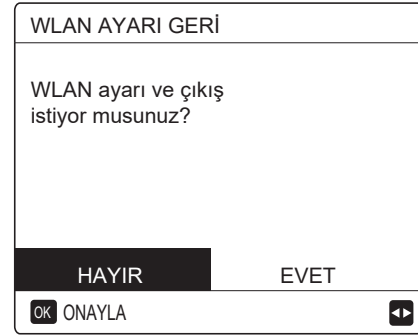 WLAN AYARI GERİ
WLAN ayarı ve çıkış
istiyor musunuz?
HAYIR EVET
OK ONAYLA